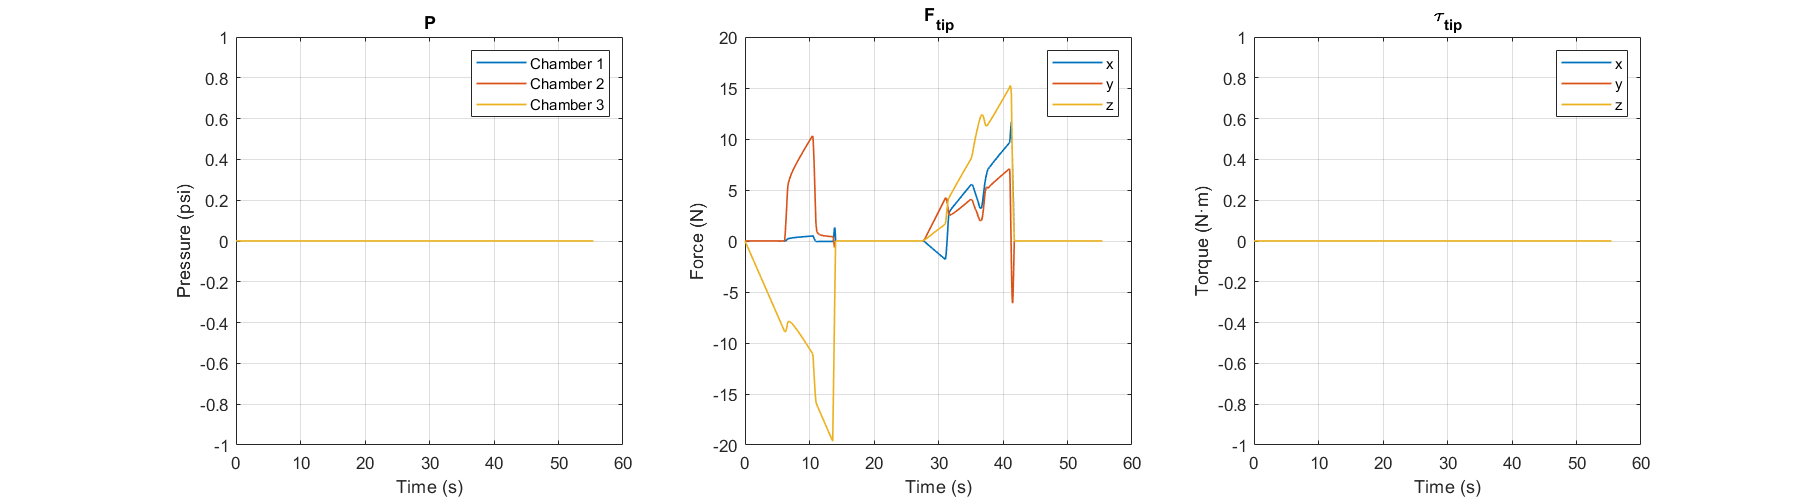 P
1
0.8
0.6
0.4
0.2
0
-0.2
-0.4
-0.6
-0.8
-1
Pressure (psi)
0 10 20 30 40 50 60
Time (s)
Chamber 1
Chamber 2
Chamber 3
F_tip
20
15
10
5
0
-5
-10
-15
-20
Force (N)
0 10 20 30 40 50 60
Time (s)
x
y
z
τ_tip
1
0.8
0.6
0.4
0.2
0
-0.2
-0.4
-0.6
-0.8
-1
Torque (N·m)
0 10 20 30 40 50 60
Time (s)
x
y
z